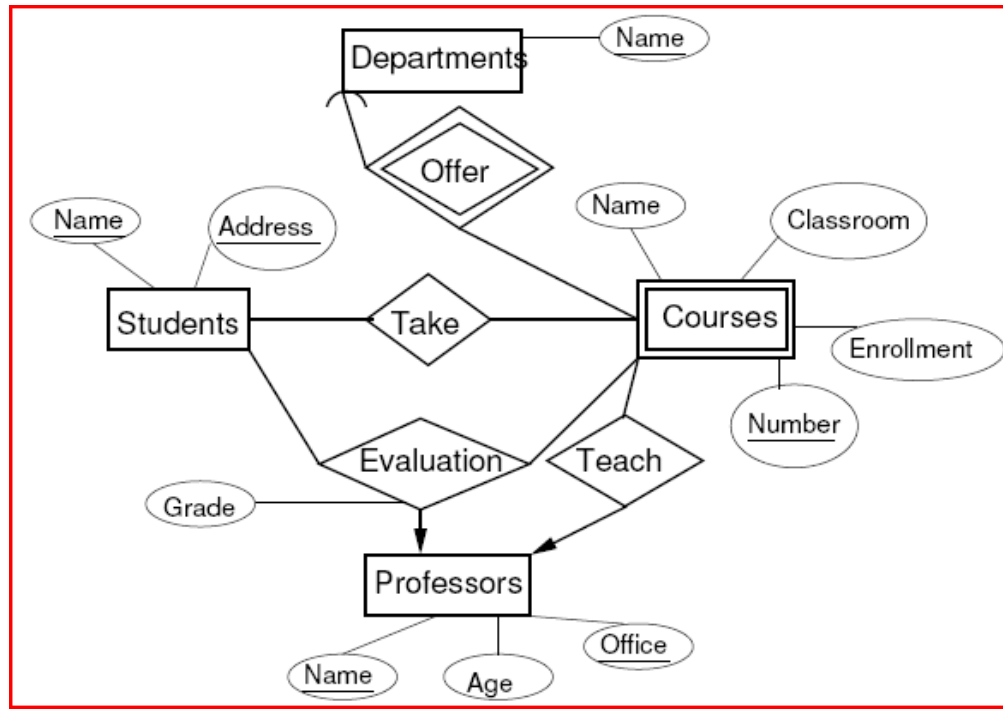 Name
Departments
Offer
Name
Address
Name
Classroom
Students
Take
Courses
Enrollment
Number
Evaluation
Teach
Grade
Professors
Name
Age
Office